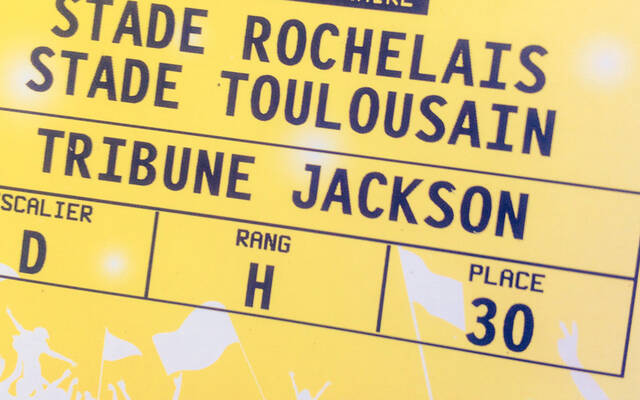 STADE ROCHELAIS
STADE TOULOUSAIN
TRIBUNE JACKSON
SCALIER RANG PLACE
D H 30